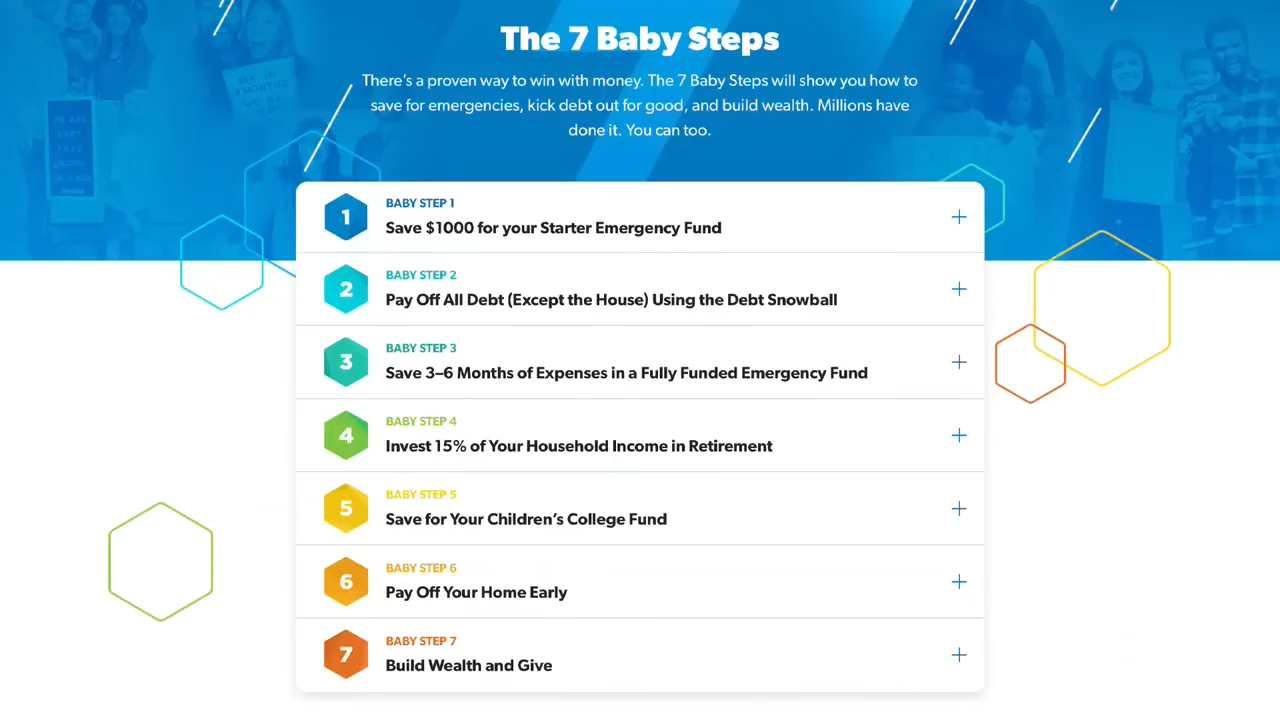 The 7 Baby Steps
There's a proven way to win with money. The 7 Baby Steps will show you how to
save for emergencies, kick debt out for good, and build wealth. Millions have
done it. You can too.
1
BABY STEP 1
Save $1000 for your Starter Emergency Fund
2
BABY STEP 2
Pay Off All Debt (Except the House) Using the Debt Snowball
3
BABY STEP 3
Save 3–6 Months of Expenses in a Fully Funded Emergency Fund
4
BABY STEP 4
Invest 15% of Your Household Income in Retirement
5
BABY STEP 5
Save for Your Children's College Fund
6
BABY STEP 6
Pay Off Your Home Early
7
BABY STEP 7
Build Wealth and Give